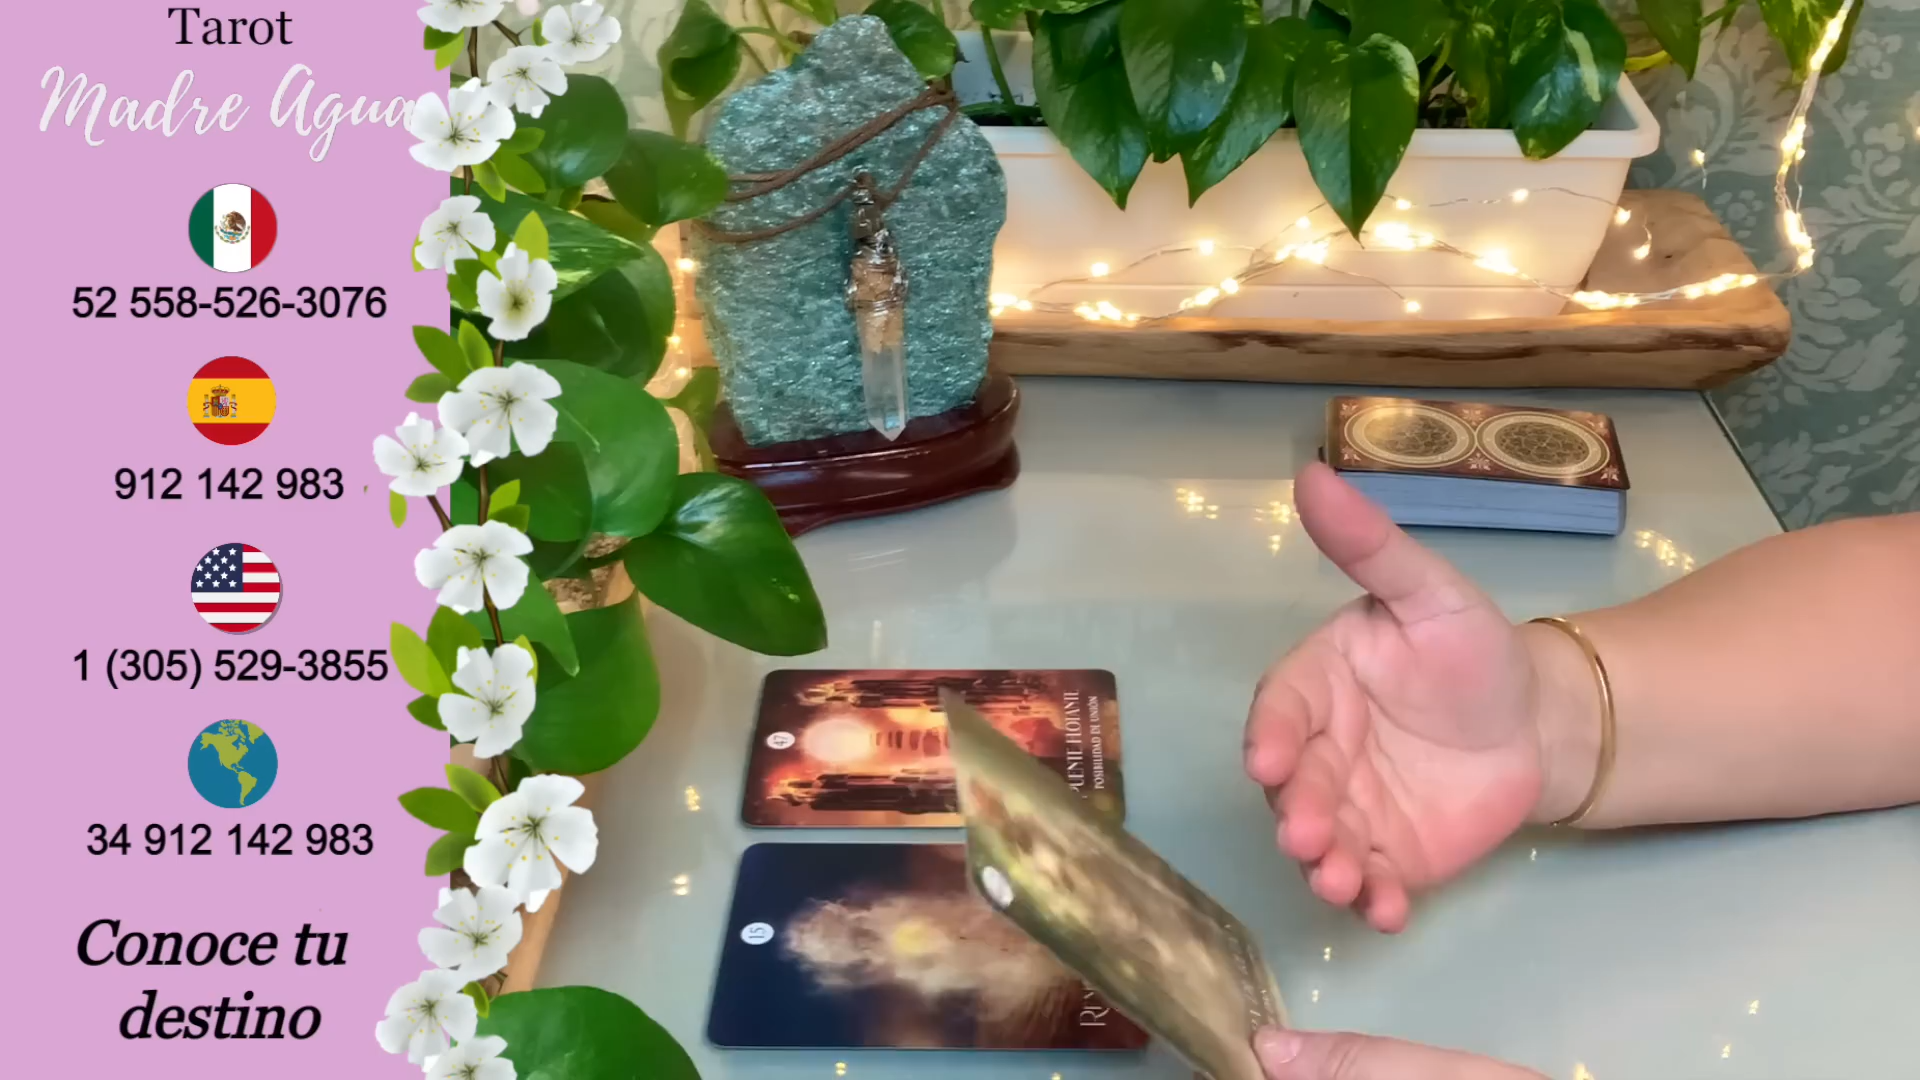 Tarot
Madre Agua
52 558-526-3076
912 142 983
1 (305) 529-3855
34 912 142 983
Conoce tu
destino
47
POSIBILIDAD DE UNIÓN
15